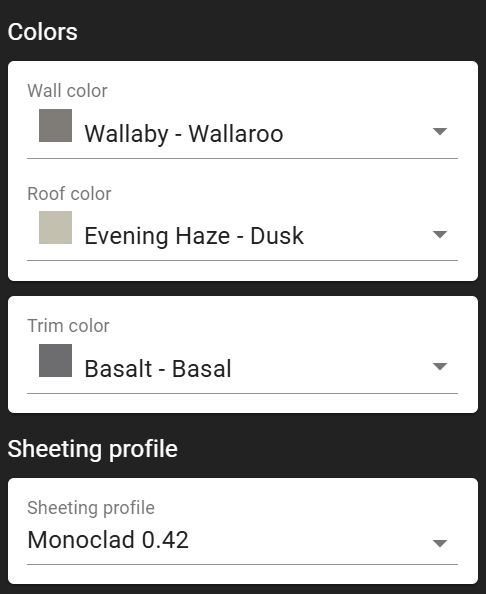 Colors
Wall color
Wallaby - Wallaroo
Roof color
Evening Haze - Dusk
Trim color
Basalt - Basal
Sheeting profile
Sheeting profile
Monoclad 0.42